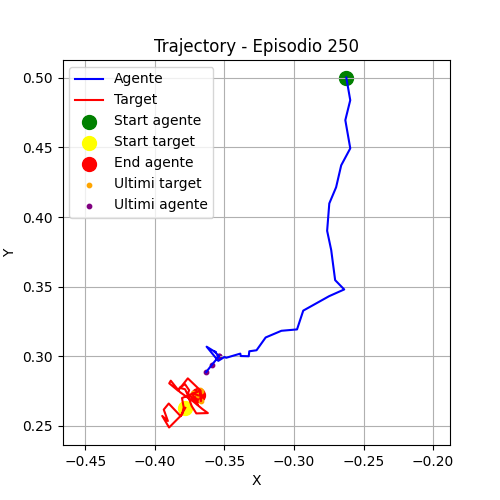 Trajectory - Episodio 250
Agente
Target
Start agente
Start target
End agente
Ultimi target
Ultimi agente
0.50
0.45
0.40
0.35
0.30
0.25
Y
−0.45
−0.40
−0.35
−0.30
−0.25
−0.20
X